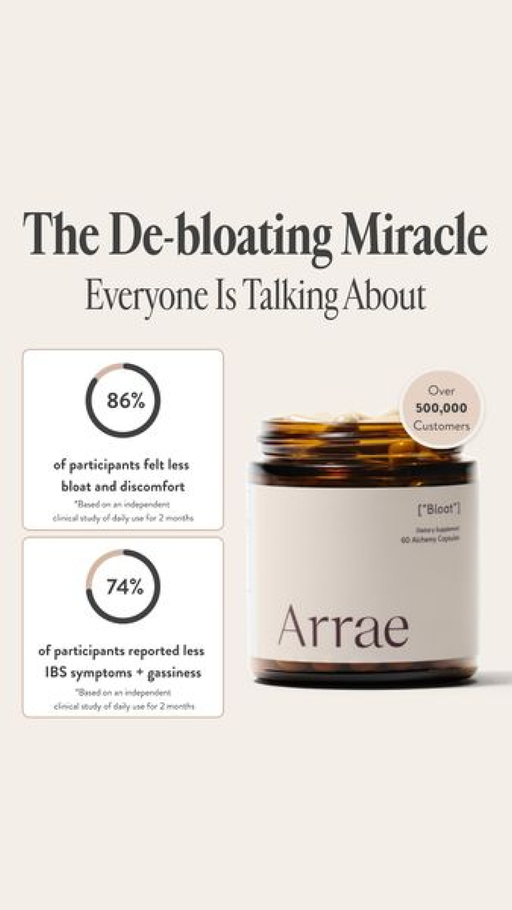 The De-bloating Miracle
Everyone Is Talking About
86%
of participants felt less
bloat and discomfort
*Based on an independent
clinical study of daily use for 2 months
74%
of participants reported less
IBS symptoms + gassiness
*Based on an independent
clinical study of daily use for 2 months
Over
500,000
Customers
["Bloat"]
Dietary Supplement
60 Alchemy Capsules
Arrae